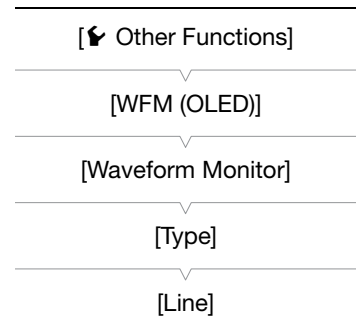 [ Other Functions]
[WFM (OLED)]
[Waveform Monitor]
[Type]
[Line]